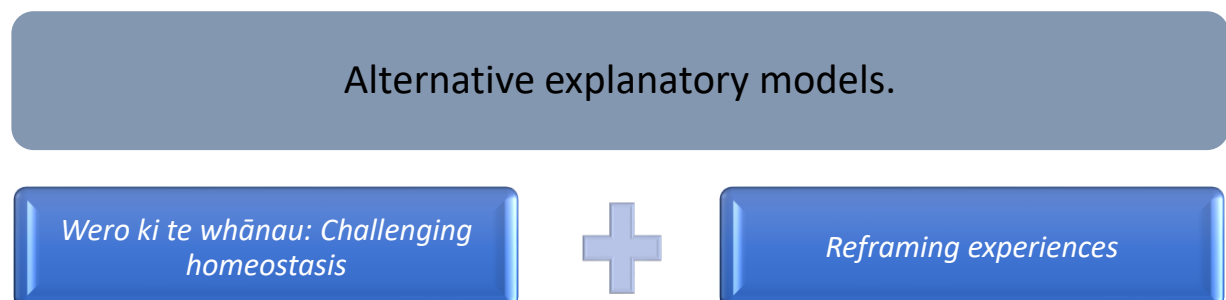 Alternative explanatory models.
Wero ki te whānau: Challenging
homeostasis
Reframing experiences